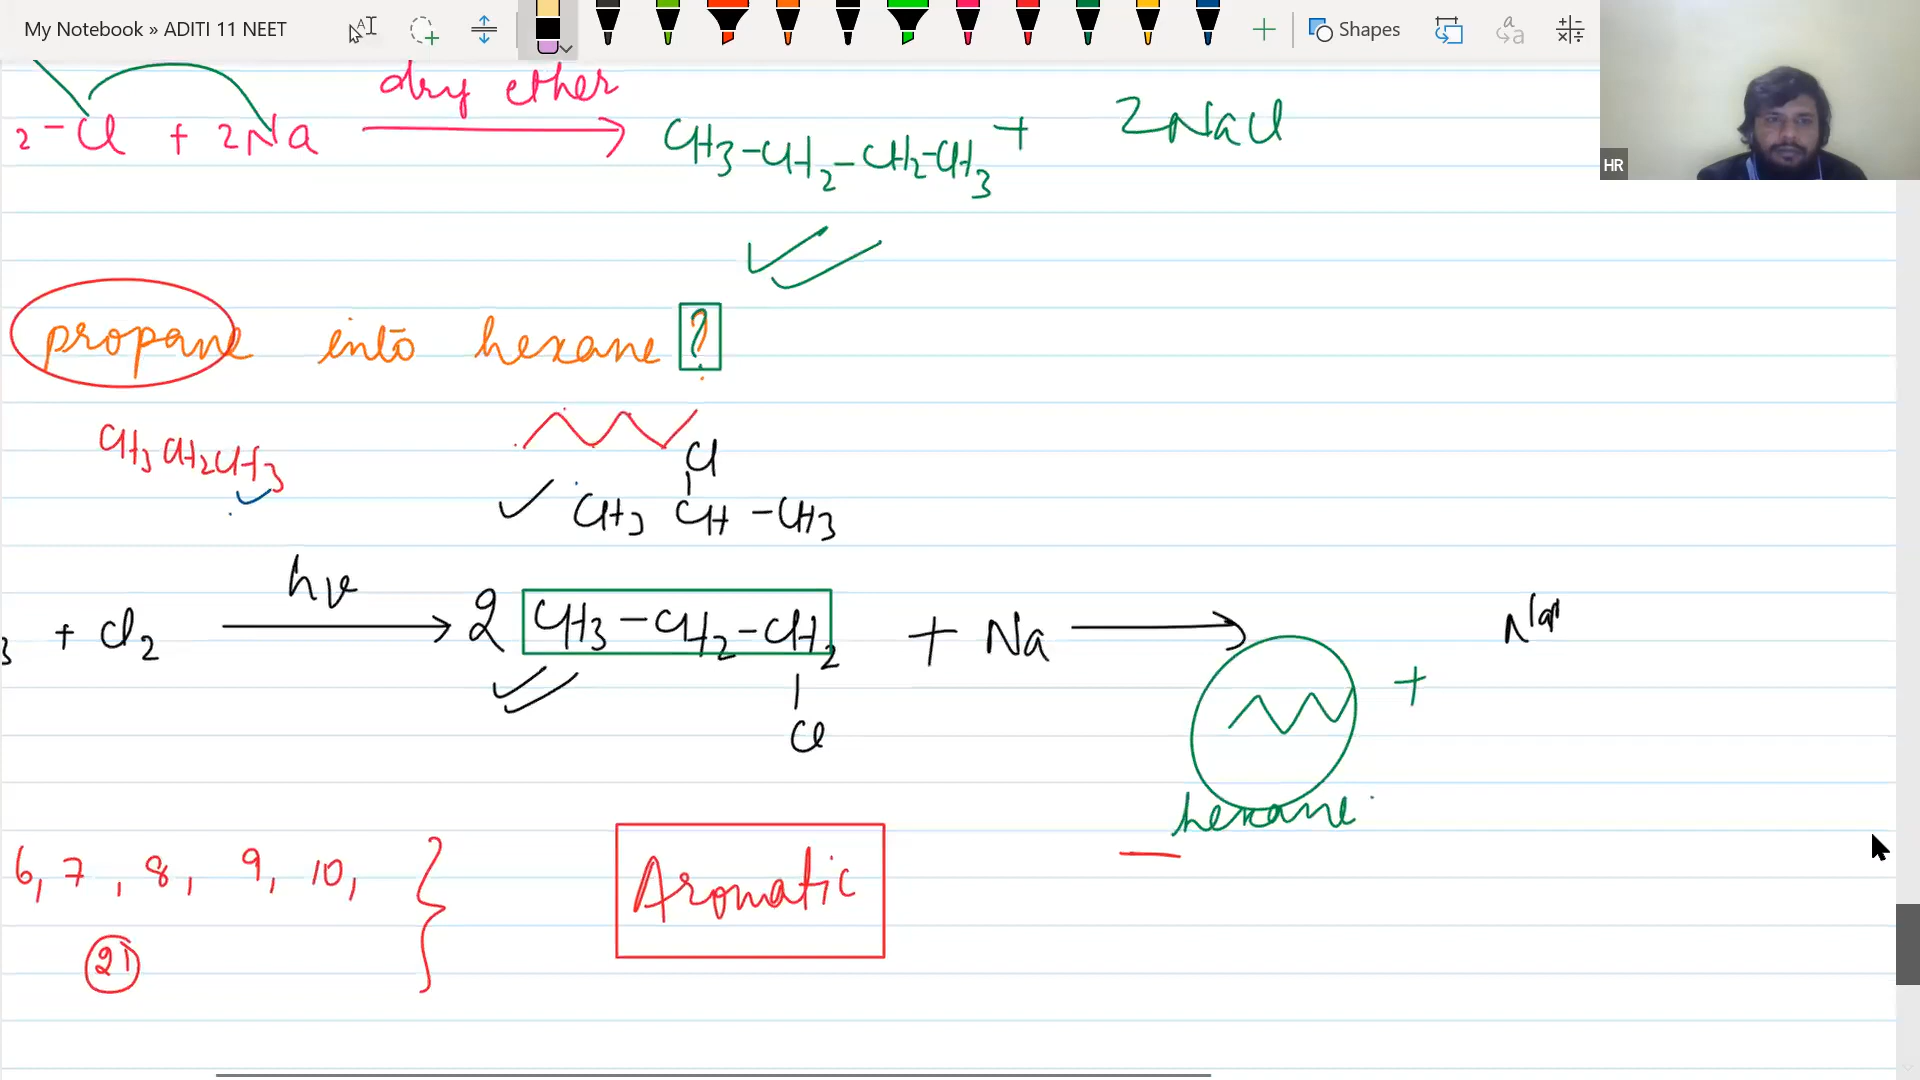 My Notebook » ADITI 11 NEET
Shapes
HR
dry ether
2 - Cl + 2Na → CH3-CH2-CH2-CH3 + 2NaCl
propane into hexane ?
CH3CH2CH3
Cl
CH3 CH -CH3
hν
3 + Cl2 → 2 CH3-CH2-CH2 + Na → +
Cl
hexane
6, 7, 8, 9, 10,
21
Aromatic